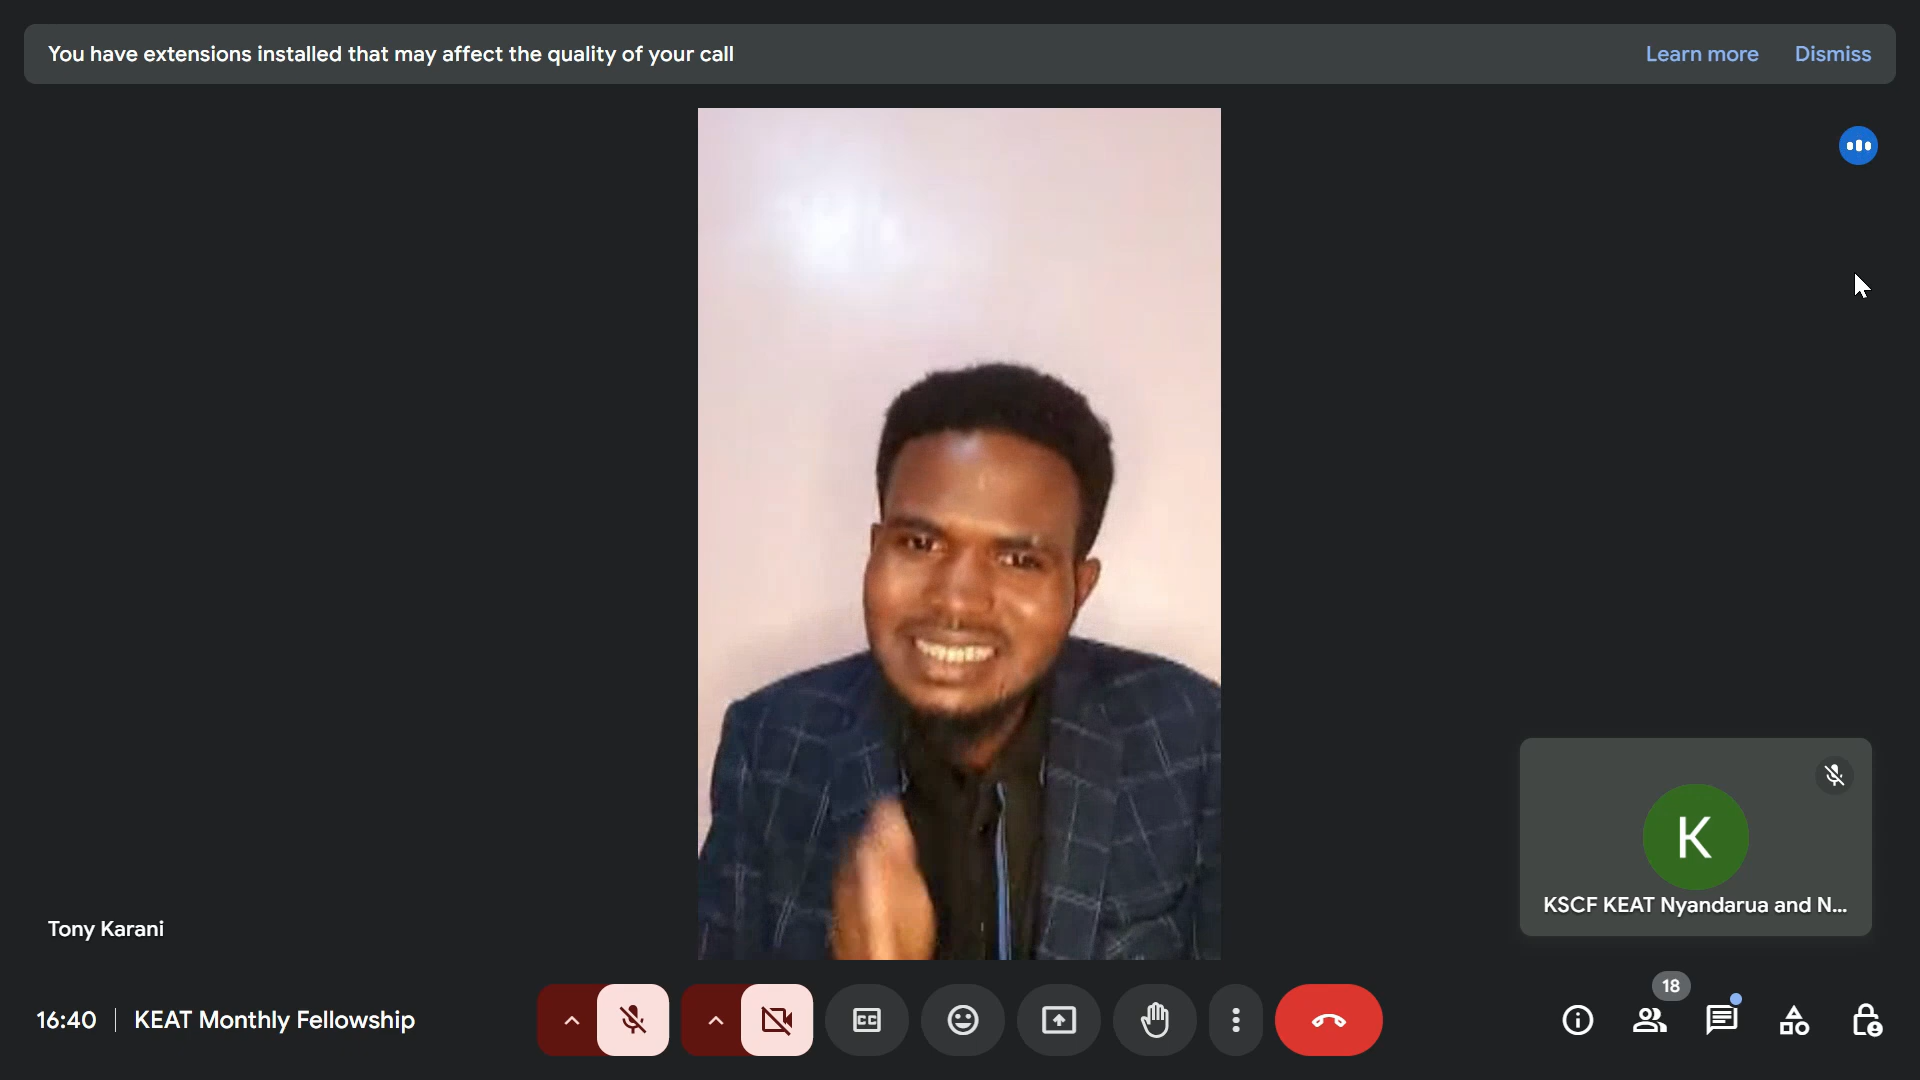 You have extensions installed that may affect the quality of your call
Learn more
Dismiss
K
KSCF KEAT Nyandarua and N...
Tony Karani
18
16:40 | KEAT Monthly Fellowship
CC